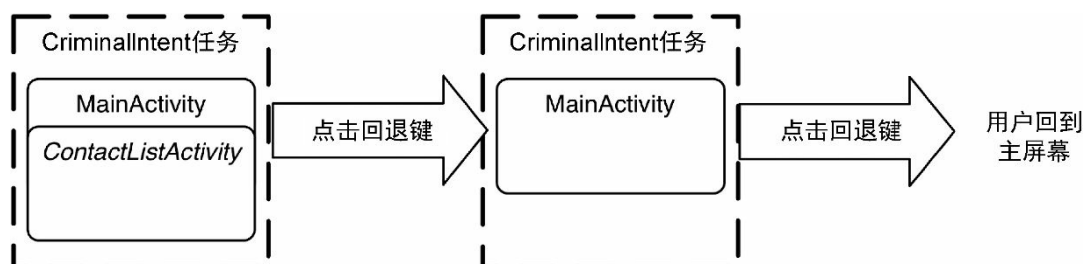 CriminalIntent任务
MainActivity
ContactListActivity
点击回退键
CriminalIntent任务
MainActivity
点击回退键
用户回到
主屏幕